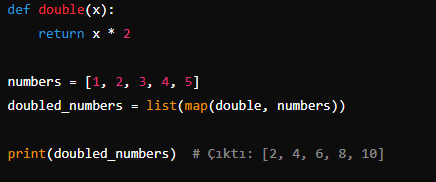 def double(x):
    return x * 2
numbers = [1, 2, 3, 4, 5]
doubled_numbers = list(map(double, numbers))
print(doubled_numbers)  # Çıktı: [2, 4, 6, 8, 10]